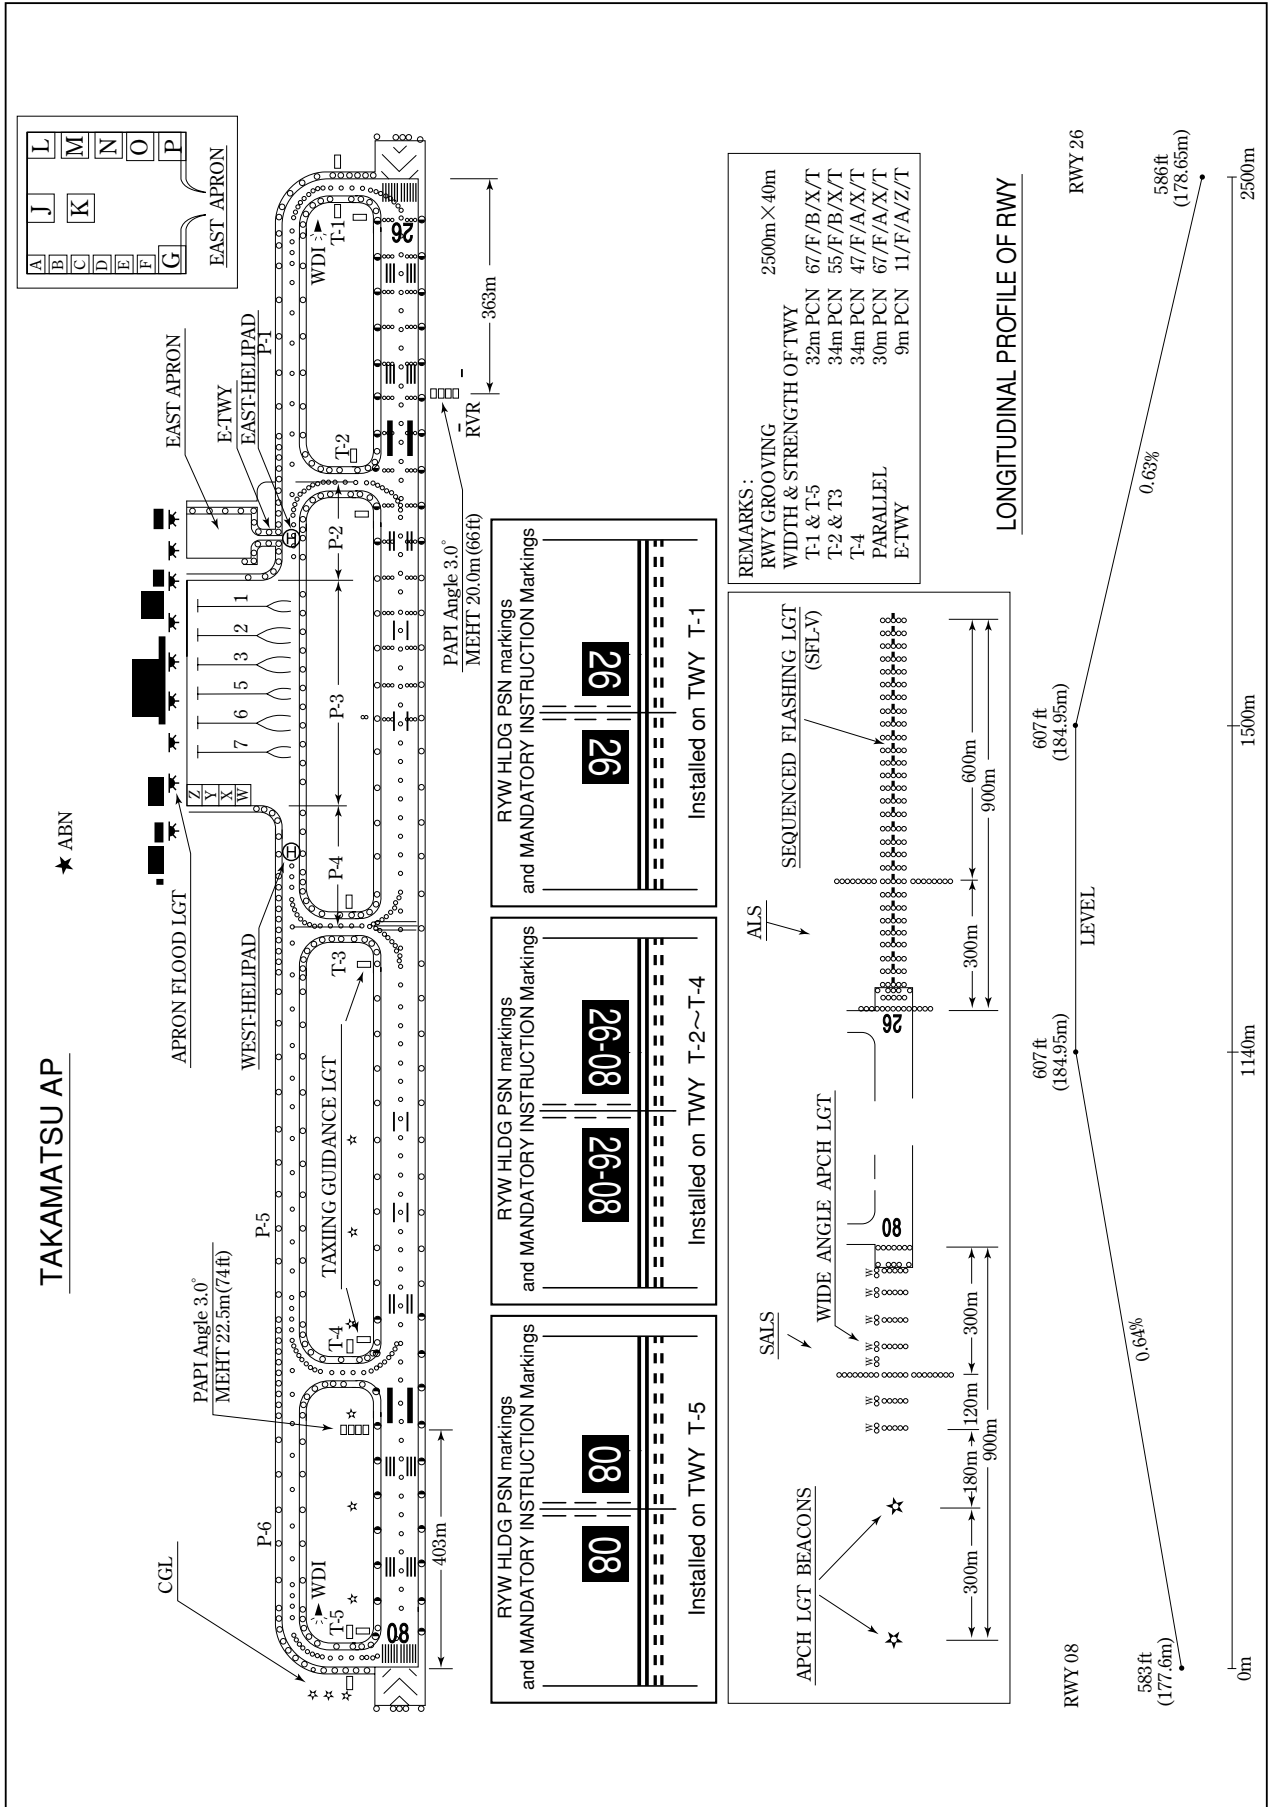 TAKAMATSU AP
ABN
APRON FLOOD LGT
WEST-HELIPAD
Z
Y
X
W
7
6
5
3
2
1
EAST APRON
E-TWY
EAST-HELIPAD
P-1
A
B
C
D
E
F
G
J
K
L
M
N
O
P
EAST APRON
PAPI Angle 3.0°
MEHT 22.5m(74ft)
CGL
P-6
P-5
P-4
P-3
P-2
WDI
T-5
T-4
TAXIING GUIDANCE LGT
T-3
T-2
WDI
T-1
H
H
08
26
403m
363m
RVR
PAPI Angle 3.0°
MEHT 20.0m(66ft)
RYW HLDG PSN markings
and MANDATORY INSTRUCTION Markings
08 08
Installed on TWY T-5
RYW HLDG PSN markings
and MANDATORY INSTRUCTION Markings
26-08 26-08
Installed on TWY T-2～T-4
RYW HLDG PSN markings
and MANDATORY INSTRUCTION Markings
26 26
Installed on TWY T-1
REMARKS :
RWY GROOVING 2500m×40m
WIDTH & STRENGTH OF TWY
T-1 & T-5 32m PCN 67/F/B/X/T
T-2 & T3 34m PCN 55/F/B/X/T
T-4 34m PCN 47/F/A/X/T
PARALLEL 30m PCN 67/F/A/X/T
E-TWY 9m PCN 11/F/A/Z/T
APCH LGT BEACONS
SALS
WIDE ANGLE APCH LGT
ALS
SEQUENCED FLASHING LGT
(SFL-V)
W
W
W
W
W
W
W
W
08
26
300m
180m
120m
300m
900m
300m
600m
900m
LONGITUDINAL PROFILE OF RWY
RWY 08
583ft
(177.6m)
0.64%
607ft
(184.95m)
LEVEL
607ft
(184.95m)
0.63%
RWY 26
586ft
(178.65m)
0m
1140m
1500m
2500m